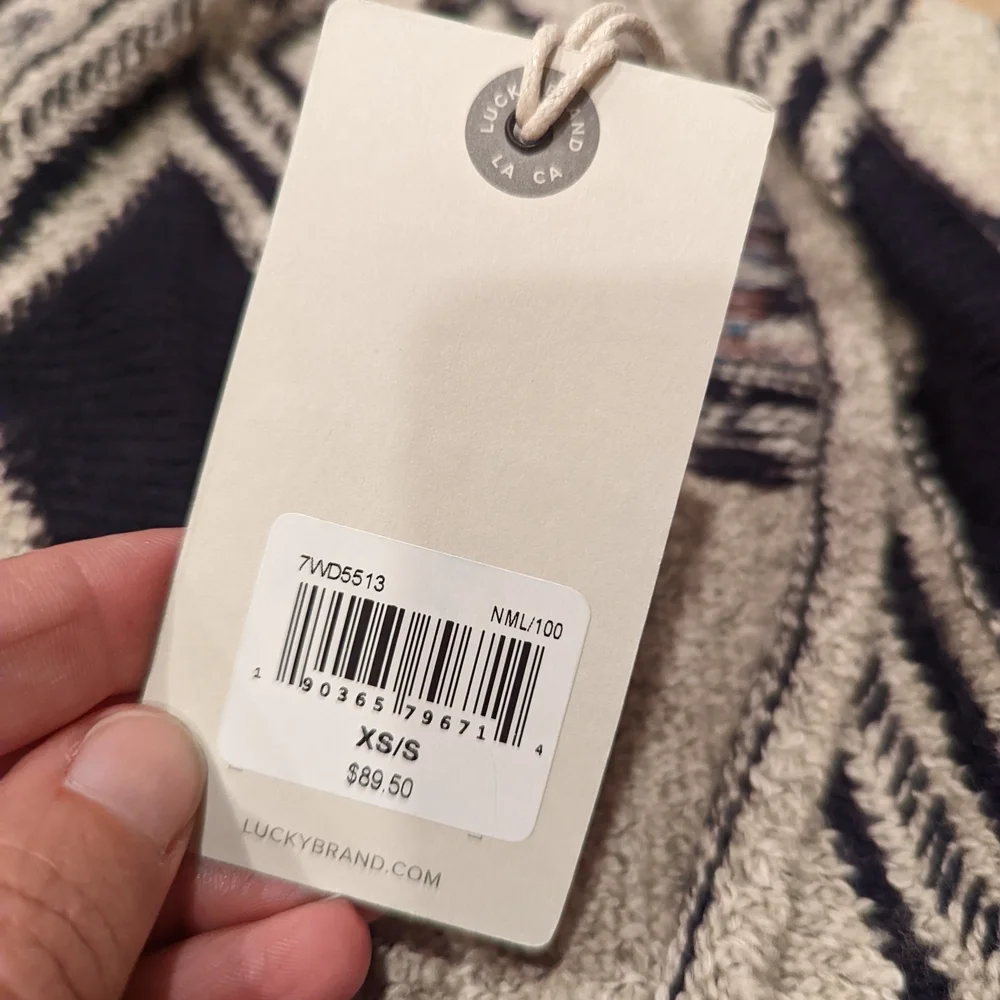 LUCKY BRAND
LA CA
7WD5513
NML/100
1 90365 79671 4
XS/S
$89.50
LUCKYBRAND.COM